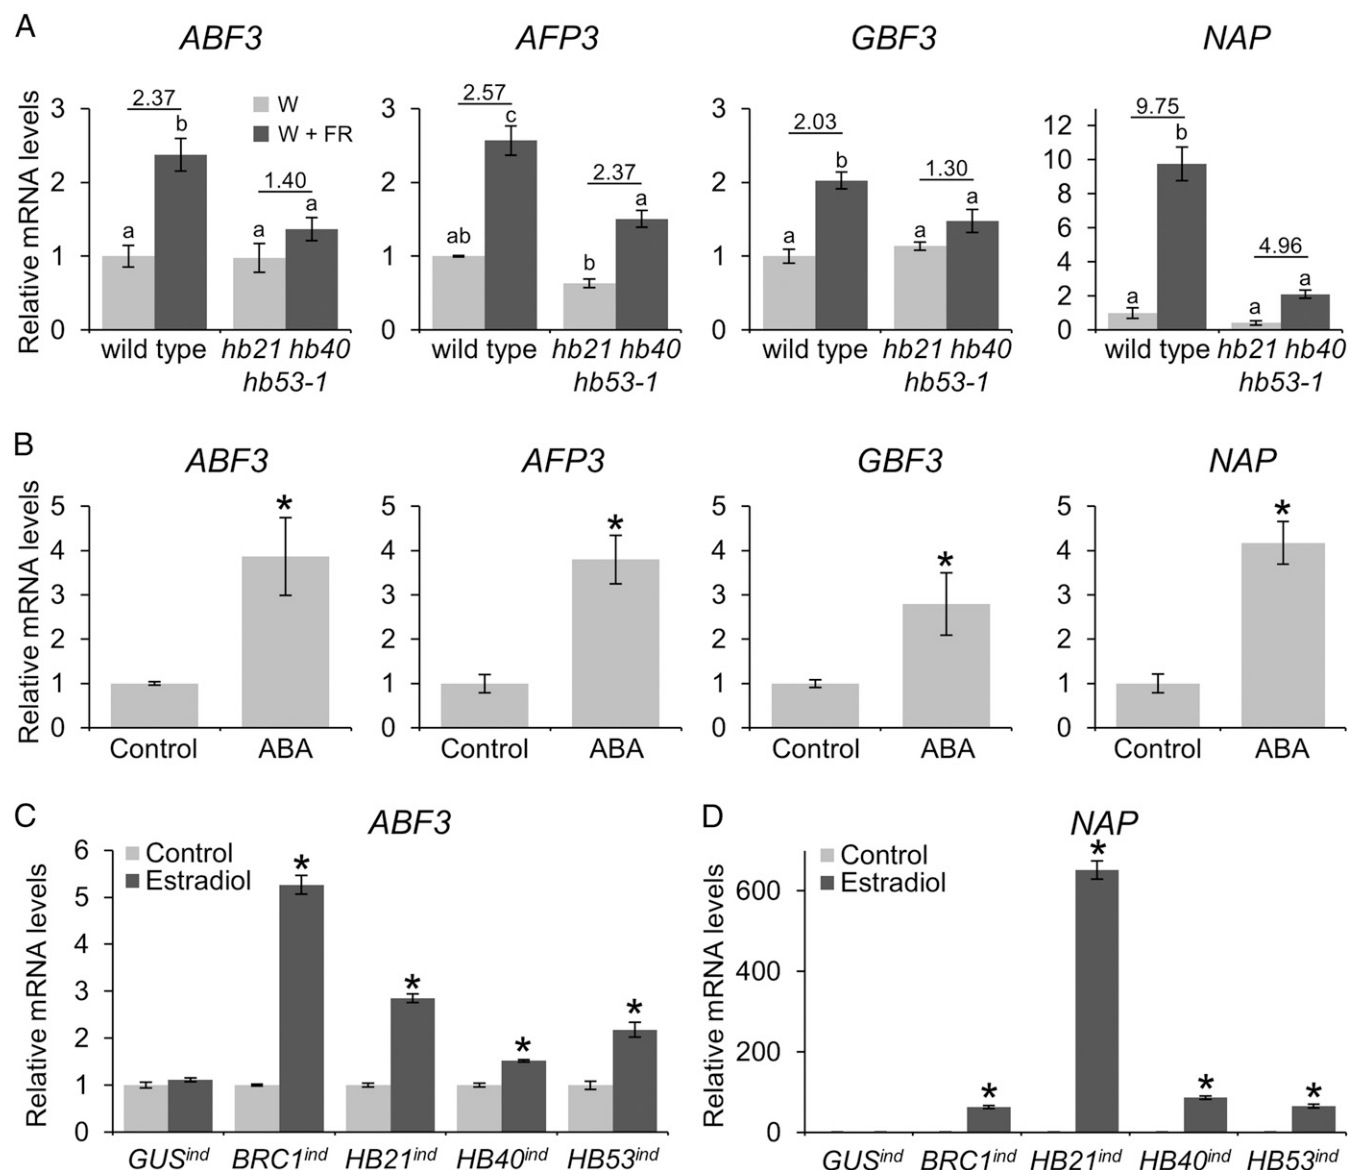 A
ABF3 AFP3 GBF3 NAP
Relative mRNA levels
3 2 1 0
2.37
W
W + FR
a b
1.40
a a
wild type hb21 hb40
hb53-1
3 2 1 0
2.57
ab c
2.37
b a
wild type hb21 hb40
hb53-1
3 2 1 0
2.03
a b
1.30
a a
wild type hb21 hb40
hb53-1
12 10 8 6 4 2 0
9.75
a b
4.96
a a
wild type hb21 hb40
hb53-1
B
ABF3 AFP3 GBF3 NAP
Relative mRNA levels
5 4 3 2 1 0
*
Control ABA
5 4 3 2 1 0
*
Control ABA
5 4 3 2 1 0
*
Control ABA
5 4 3 2 1 0
*
Control ABA
C
ABF3
Relative mRNA levels
6 5 4 3 2 1 0
Control
Estradiol
* * * *
GUSind BRC1ind HB21ind HB40ind HB53ind
D
NAP
Relative mRNA levels
600 400 200 0
Control
Estradiol
* * * *
GUSind BRC1ind HB21ind HB40ind HB53ind